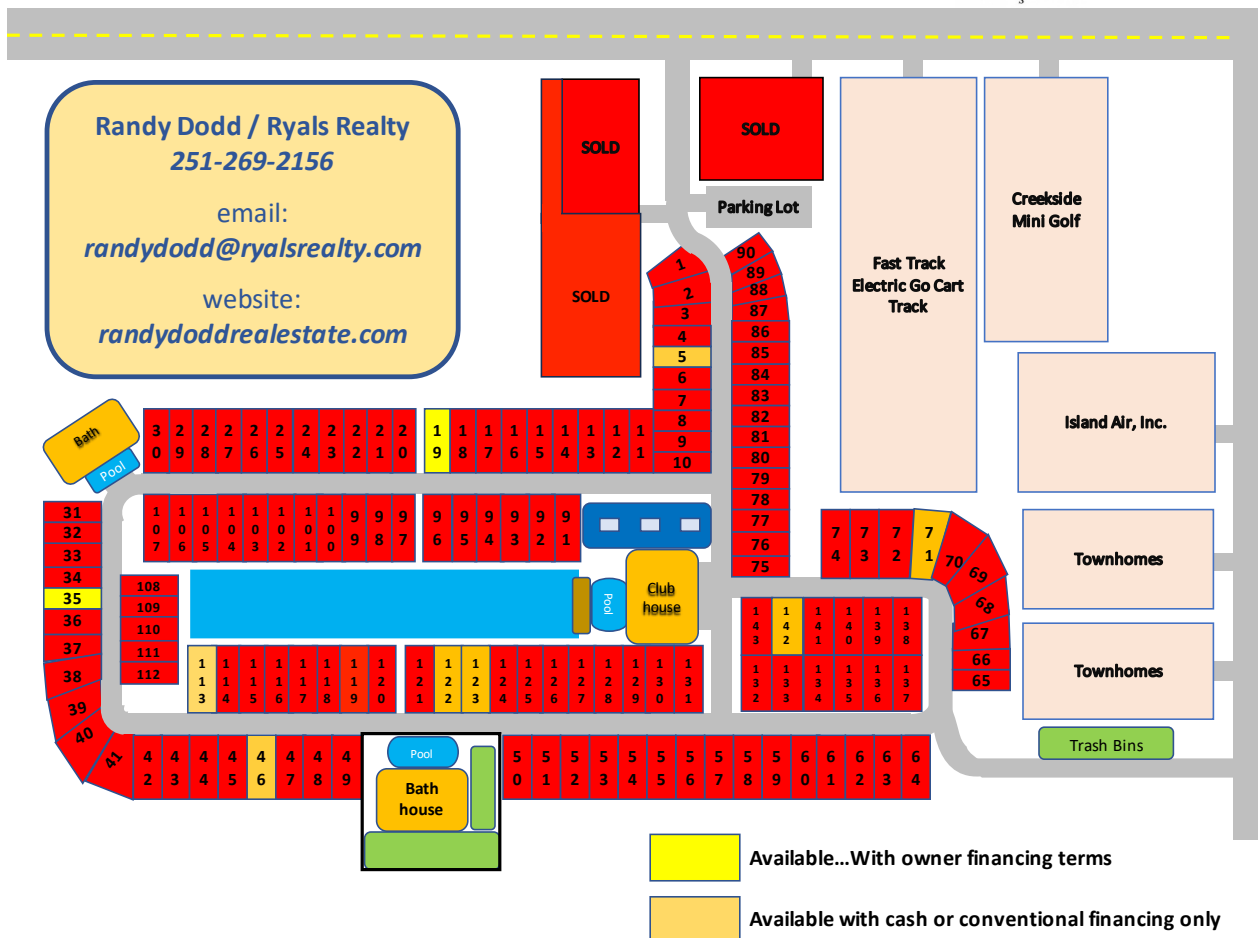 Randy Dodd / Ryals Realty
251-269-2156
email:
randydodd@ryalsrealty.com
website:
randydoddrealestate.com
SOLD
SOLD
SOLD
Parking Lot
Fast Track
Electric Go Cart
Track
Creekside
Mini Golf
Island Air, Inc.
Townhomes
Townhomes
Trash Bins
1
2
3
4
5
6
7
8
9
10
90
89
88
87
86
85
84
83
82
81
80
79
78
77
76
75
Bath
Pool
30 29 28 27 26 25 24 23 22 21 20 19 18 17 16 15 14 13 12 11
31
32
33
34
35
36
37
38
39
40
41
107 106 105 104 103 102 101 100 99 98 97 96 95 94 93 92 91
108
109
110
111
112
Pool
Club
house
74 73 72 71 70 69 68 67 66 65
113 114 115 116 117 118 119 120 121 122 123 124 125 126 127 128 129 130 131
143 142 141 140 139 138
132 133 134 135 136 137
42 43 44 45 46 47 48 49
Pool
Bath
house
50 51 52 53 54 55 56 57 58 59 60 61 62 63 64
Available...With owner financing terms
Available with cash or conventional financing only